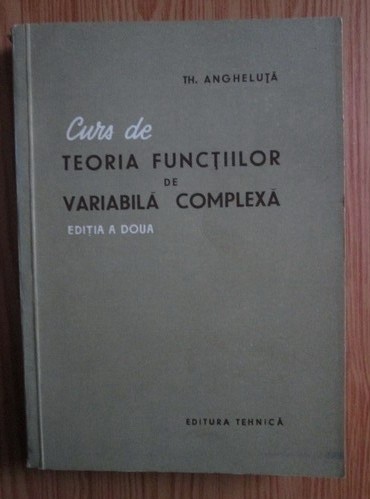 TH. ANGHELUȚĂ
Curs de
TEORIA FUNCȚIILOR
DE
VARIABILĂ COMPLEXĂ
EDIȚIA A DOUA
EDITURA TEHNICĂ